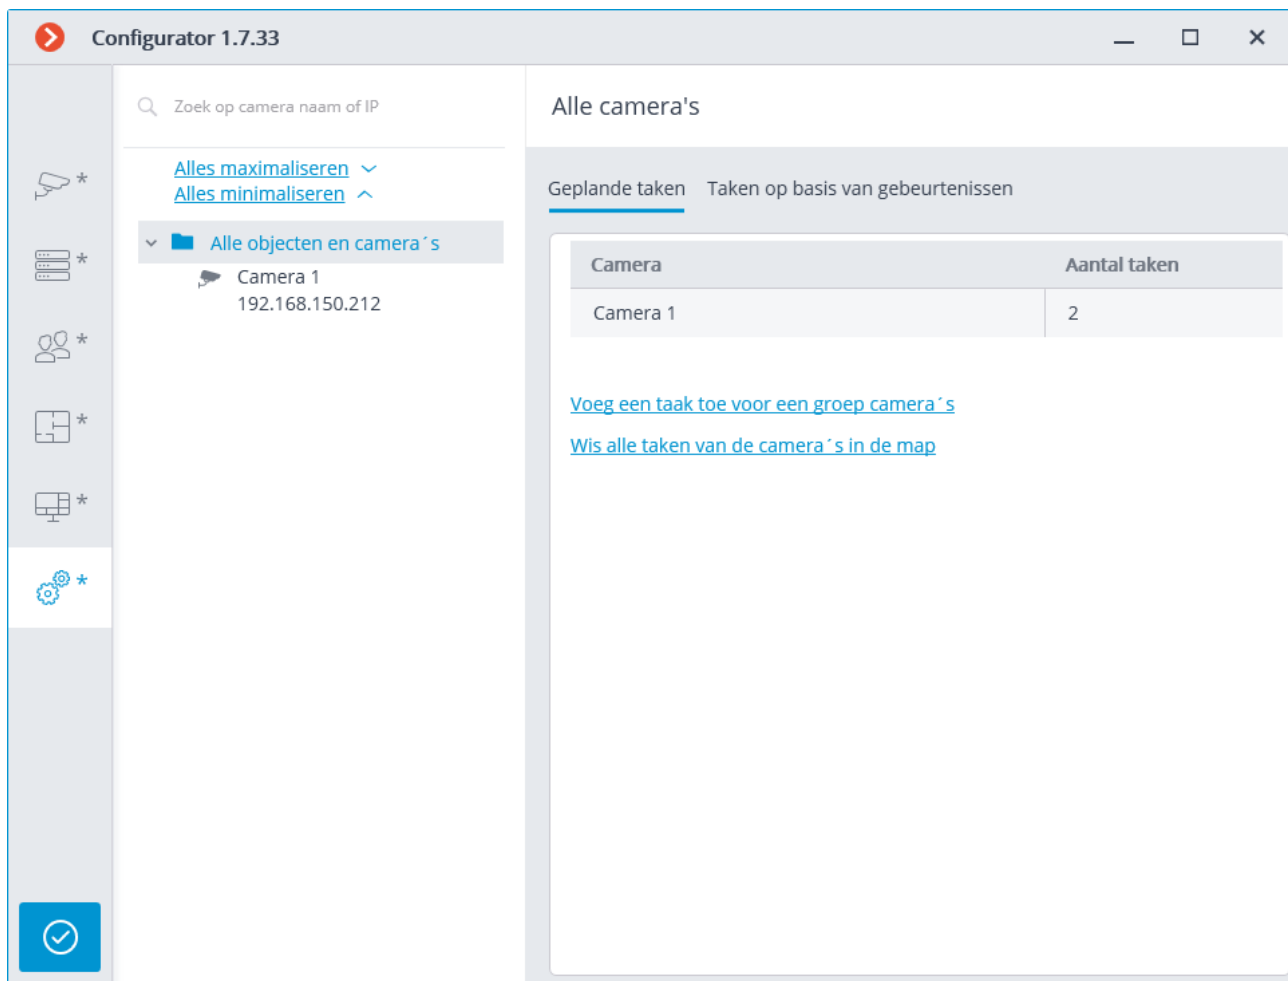 Configurator 1.7.33
Zoek op camera naam of IP
Alles maximaliseren
Alles minimaliseren
Alle objecten en camera´s
Camera 1
192.168.150.212
Alle camera's
Geplande taken Taken op basis van gebeurtenissen
Camera Aantal taken
Camera 1 2
Voeg een taak toe voor een groep camera´s
Wis alle taken van de camera´s in de map